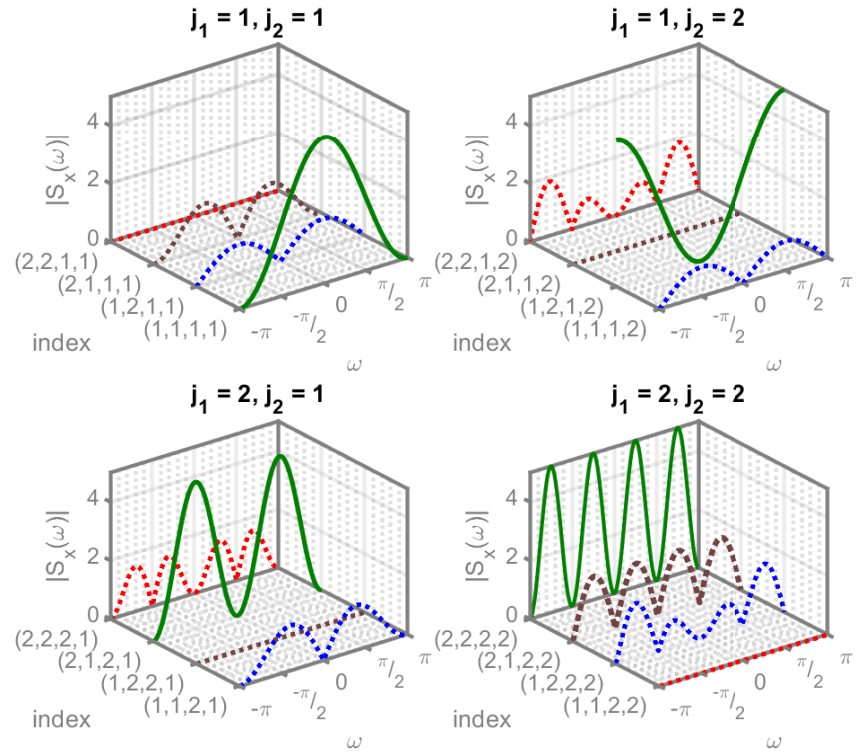 j₁ = 1, j₂ = 1
|Sₓ(ω)|
4
2
0
(2,2,1,1)
(2,1,1,1)
(1,2,1,1)
(1,1,1,1)
index
-π
-π/2
0
π/2
π
ω
j₁ = 1, j₂ = 2
|Sₓ(ω)|
4
2
0
(2,2,1,2)
(2,1,1,2)
(1,2,1,2)
(1,1,1,2)
index
-π
-π/2
0
π/2
π
ω
j₁ = 2, j₂ = 1
|Sₓ(ω)|
4
2
0
(2,2,2,1)
(2,1,2,1)
(1,2,2,1)
(1,1,2,1)
index
-π
-π/2
0
π/2
π
ω
j₁ = 2, j₂ = 2
|Sₓ(ω)|
4
2
0
(2,2,2,2)
(2,1,2,2)
(1,2,2,2)
(1,1,2,2)
index
-π
-π/2
0
π/2
π
ω